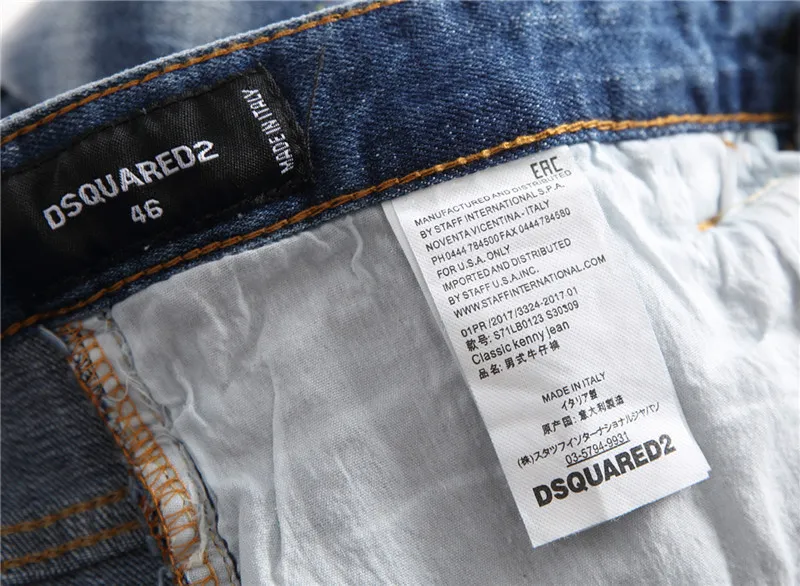 DSQUARED2
46
MADE IN ITALY
ERC
MANUFACTURED AND DISTRIBUTED
BY STAFF INTERNATIONAL S.P.A.
NOVENTA VICENTINA - ITALY
PH 0444 784500 FAX 0444 784580
FOR U.S.A. ONLY
IMPORTED AND DISTRIBUTED
BY STAFF U.S.A. INC.
WWW.STAFFINTERNATIONAL.COM
01PR/2017/3324-2017.01
款号: S71LB0123 S30309
Classic kenny jean
品名: 男式牛仔褲
MADE IN ITALY
イタリア製
原产国: 意大利製造
(株)スタッフインターナショナルジャパン
03-5794-9931
DSQUARED2